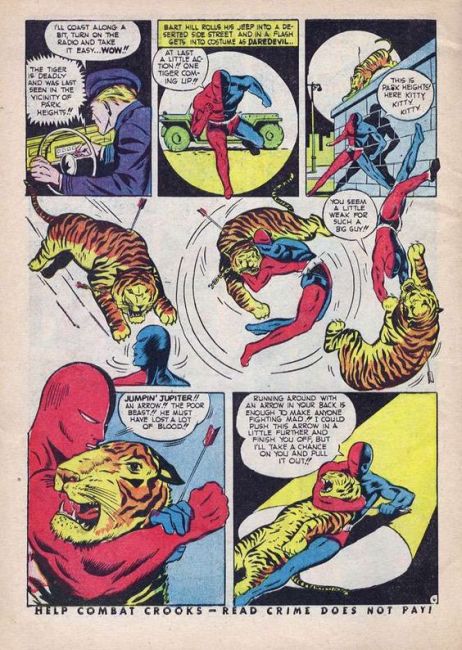 I'LL COAST ALONG A
BIT, TURN ON THE
RADIO AND TAKE
IT EASY...WOW!!
THE TIGER
IS DEADLY
AND WAS LAST
SEEN IN THE
VICINITY OF
PARK
HEIGHTS!!
BART HILL ROLLS HIS JEEP INTO A DE-
SERTED SIDE STREET AND IN A FLASH
GETS INTO COSTUME AS DAREDEVIL...
AT LAST
A LITTLE AC-
TION!! ONE
TIGER COM-
ING UP!!
THIS IS
PARK HEIGHTS!
HERE KITTY
KITTY
KITTY
YOU SEEM
A LITTLE
WEAK FOR
SUCH A
BIG GUY!!
JUMPIN' JUPITER!!
AN ARROW!! THE POOR
BEAST!! HE MUST
HAVE LOST A LOT
OF BLOOD!!
RUNNING AROUND WITH
AN ARROW IN YOUR BACK IS
ENOUGH TO MAKE ANYONE
FIGHTING MAD!! I COULD
PUSH THIS ARROW IN A
LITTLE FURTHER AND
FINISH YOU OFF, BUT
I'LL TAKE A CHANCE
ON YOU AND PULL
IT OUT!!
HELP COMBAT CROOKS — READ CRIME DOES NOT PAY!